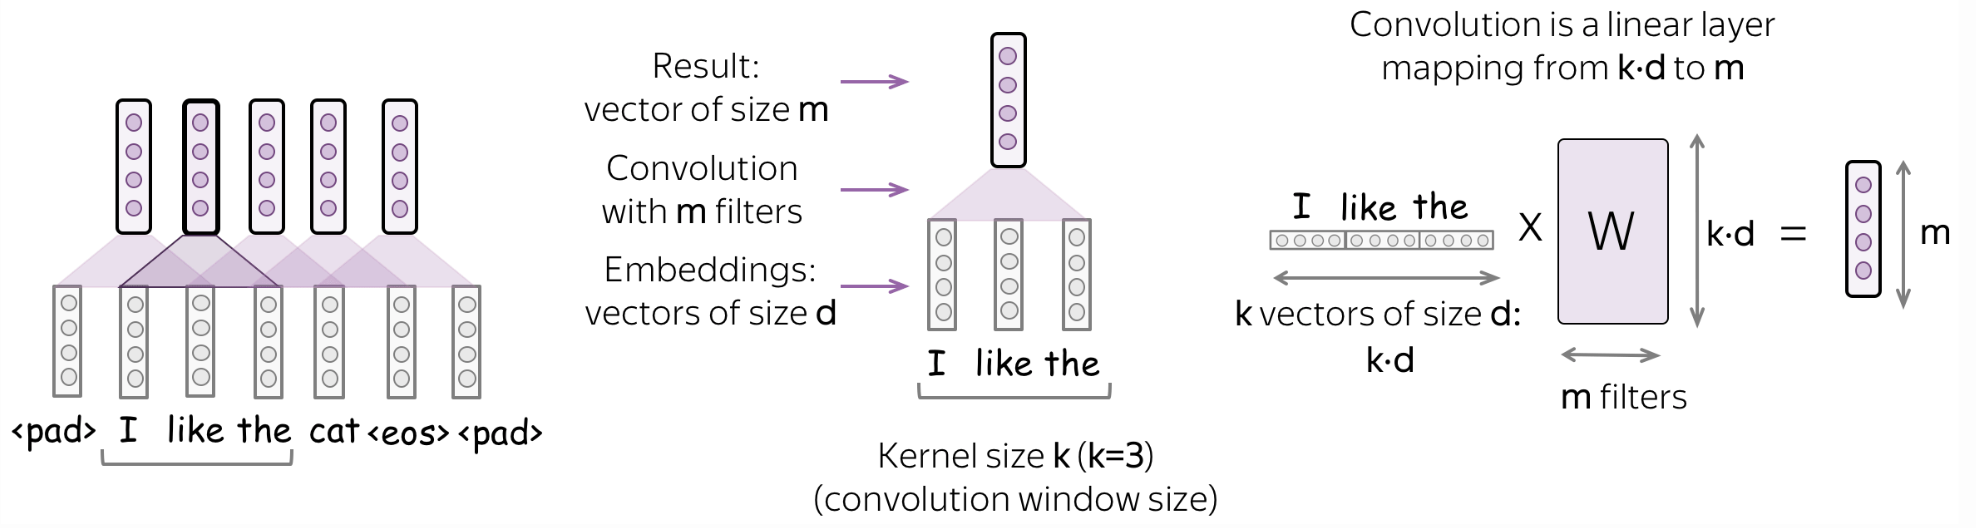 <pad> I like the cat <eos> <pad>
Result:
vector of size m
Convolution
with m filters
Embeddings:
vectors of size d
I like the
Kernel size k (k=3)
(convolution window size)
Convolution is a linear layer
mapping from k·d to m
I like the
X
W
k·d
=
m
k vectors of size d:
k·d
m filters